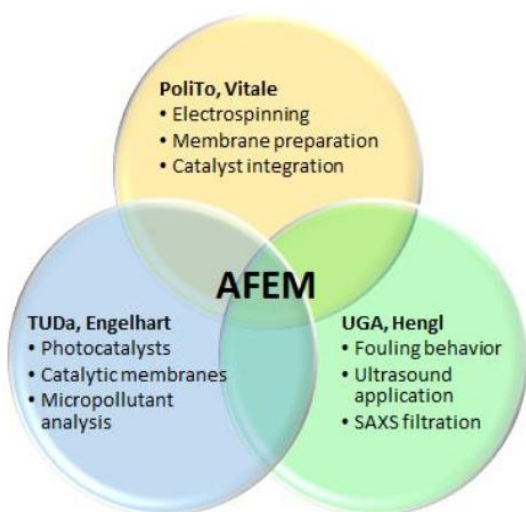 PoliTo, Vitale
• Electrospinning
• Membrane preparation
• Catalyst integration
AFEM
TUDa, Engelhart
• Photocatalysts
• Catalytic membranes
• Micropollutant
analysis
UGA, Hengl
• Fouling behavior
• Ultrasound
application
• SAXS filtration